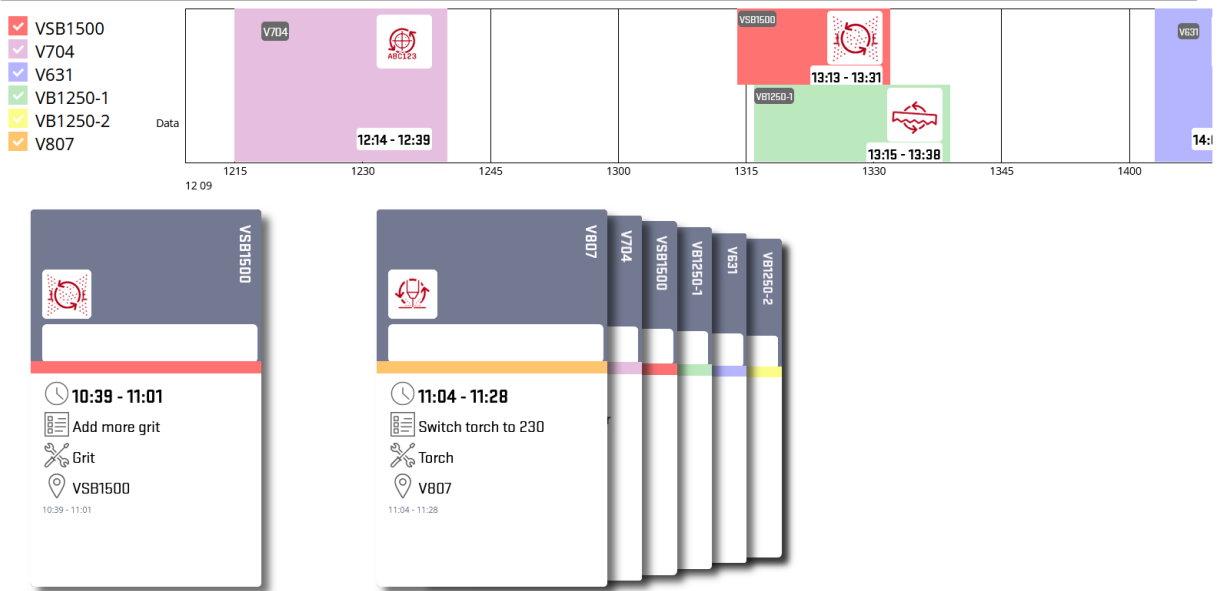 VSB1500
V704
V631
VB1250-1
VB1250-2
V807
Data
V704
ABC123
12:14 - 12:39
VSB1500
13:13 - 13:31
VB1250-1
13:15 - 13:38
V631
14:
1215
1230
1245
1300
1315
1330
1345
1400
12 09
VSB1500
10:39 - 11:01
Add more grit
Grit
VSB1500
10:39 - 11:01
V807
11:04 - 11:28
Switch torch to 230
Torch
V807
11:04 - 11:28
V704
r
VSB1500
VB1250-1
V631
VB1250-2